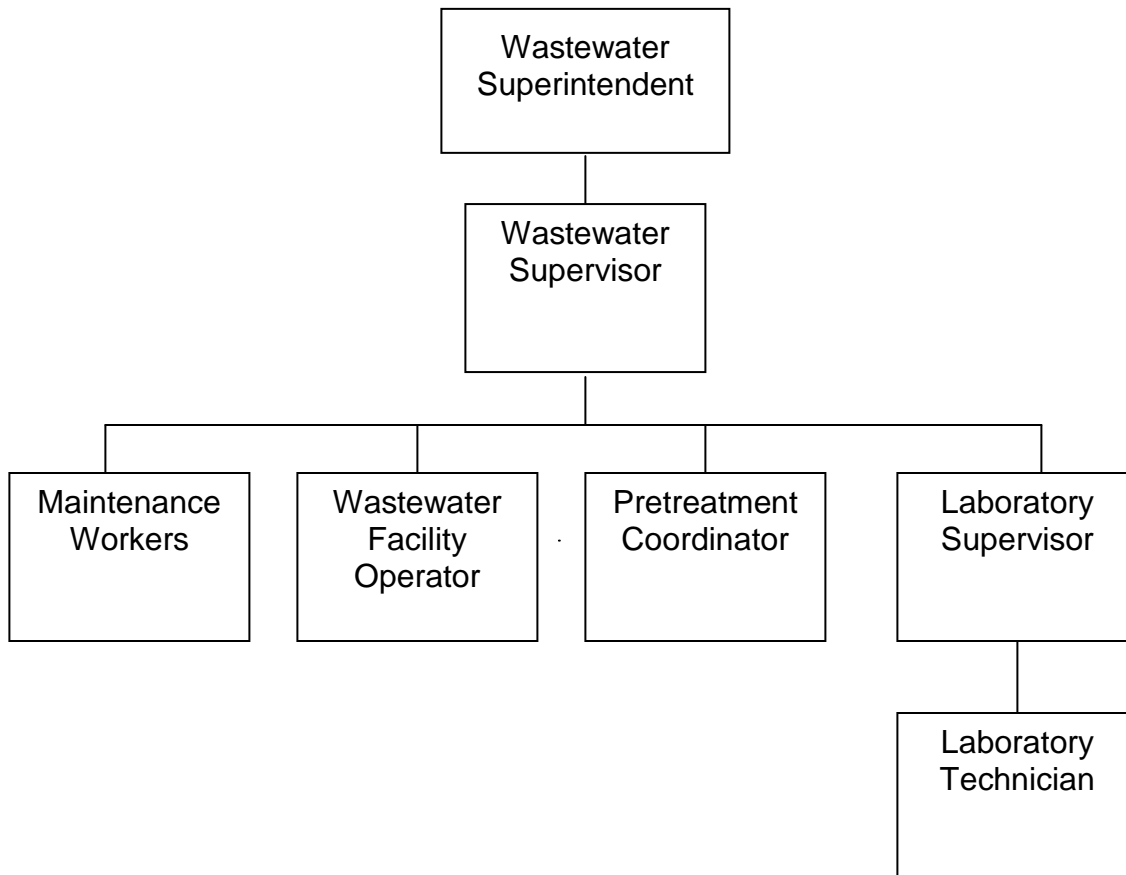 Wastewater
Superintendent
Wastewater
Supervisor
Maintenance
Workers
Wastewater
Facility
Operator
Pretreatment
Coordinator
Laboratory
Supervisor
Laboratory
Technician